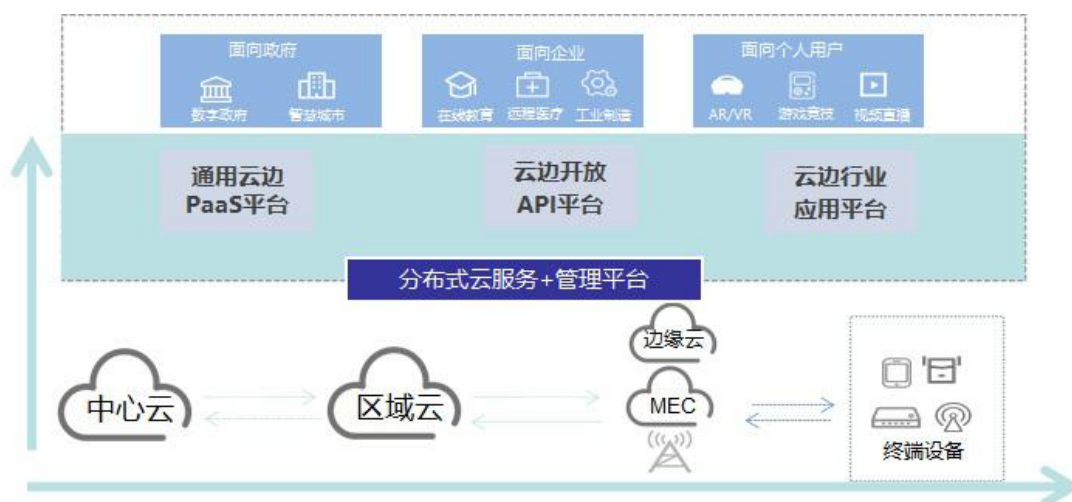 面向政府
数字政府 智慧城市
面向企业
在线教育 远程医疗 工业制造
面向个人用户
AR/VR 游戏竞技 视频直播
通用云边
PaaS平台
云边开放
API平台
云边行业
应用平台
分布式云服务+管理平台
中心云
区域云
边缘云
MEC
终端设备